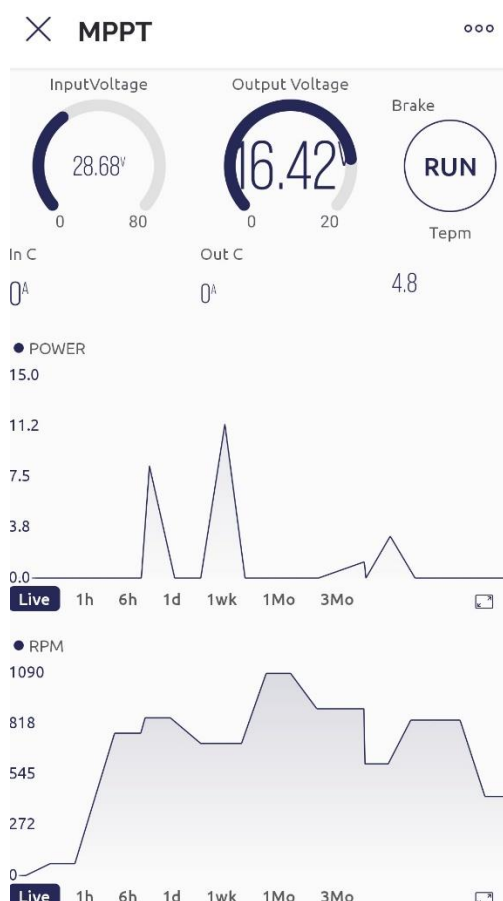 MPPT
InputVoltage
Output Voltage
Brake
28.68V
16.42V
RUN
0 80
0 20
Tepm
In C
Out C
0A
0A
4.8
POWER
15.0
11.2
7.5
3.8
0.0
Live 1h 6h 1d 1wk 1Mo 3Mo
RPM
1090
818
545
272
0
Live 1h 6h 1d 1wk 1Mo 3Mo